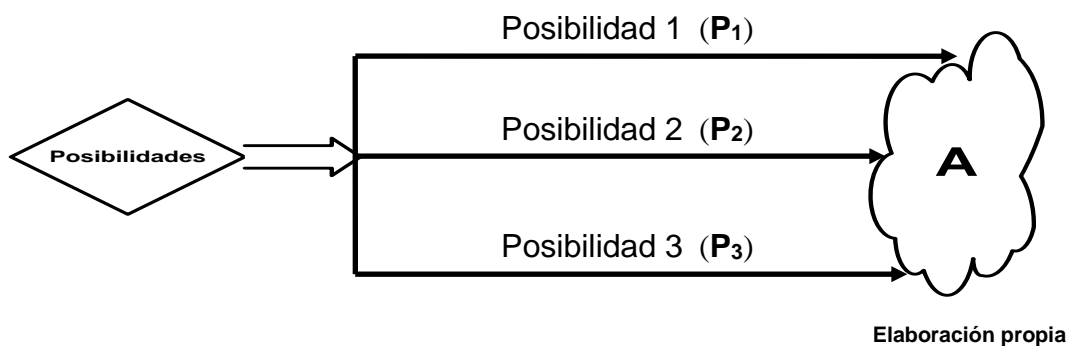 Posibilidad 1 (P₁)
Posibilidades
Posibilidad 2 (P₂)
A
Posibilidad 3 (P₃)
Elaboración propia